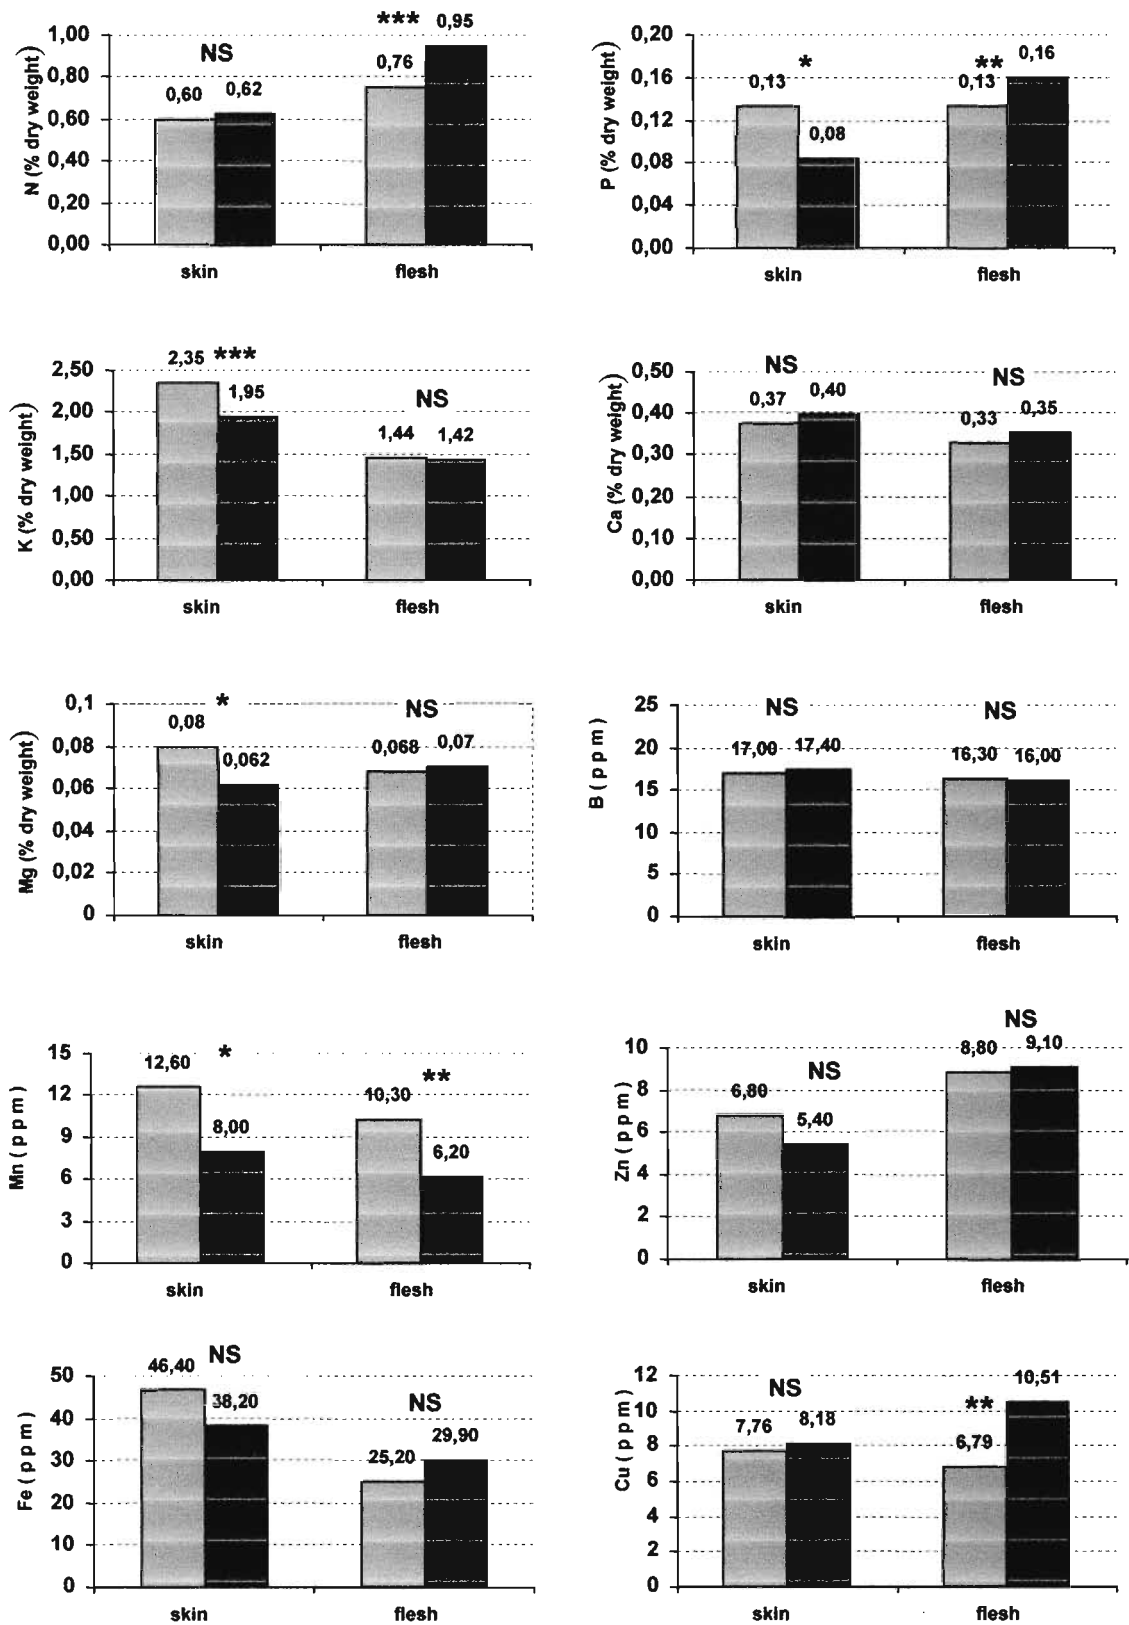 *** 0,95
1,00
NS
0,76
0,80
0,60 0,62
0,60
0,40
0,20
0,00
N (% dry weight)
skin
flesh
0,20
0,16
*
**
0,16
0,13
0,13
0,12
0,08
0,08
0,04
0,00
P (% dry weight)
skin
flesh
2,35 ***
2,50
1,95
NS
2,00
1,44 1,42
1,50
1,00
0,50
0,00
K (% dry weight)
skin
flesh
NS
0,50
NS
0,37 0,40
0,40
0,33 0,35
0,30
0,20
0,10
0,00
Ca (% dry weight)
skin
flesh
0,1
*
NS
0,08
0,062
0,068 0,07
0,08
0,06
0,04
0,02
0
Mg (% dry weight)
skin
flesh
25
NS
NS
17,00 17,40
16,30 16,00
20
15
10
5
0
B (ppm)
skin
flesh
15
12,60
*
**
12
10,30
8,00
9
6,20
6
3
0
Mn (ppm)
skin
flesh
NS
10
8,80 9,10
NS
6,80
8
5,40
6
4
2
0
Zn (ppm)
skin
flesh
NS
46,40
50
38,20
NS
40
29,90
25,20
30
20
10
0
Fe (ppm)
skin
flesh
12
NS
10,51
**
10
7,76 8,18
6,79
8
6
4
2
0
Cu (ppm)
skin
flesh